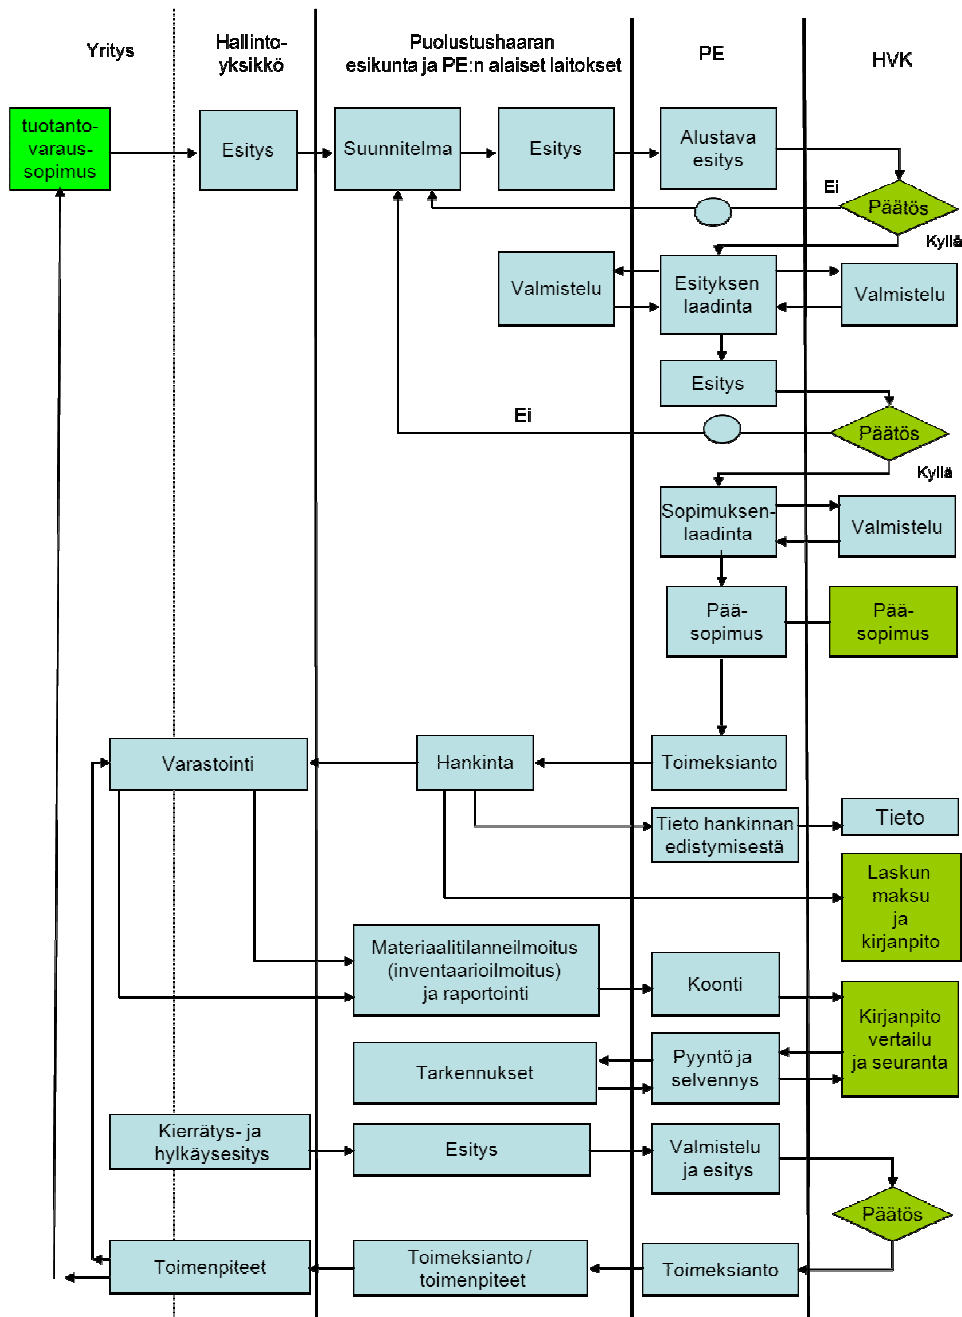 Yritys
Hallinto-
yksikkö
Puolustushaaran
esikunta ja PE:n alaiset laitokset
PE
HVK
tuotanto-
varaus-
sopimus
Esitys
Suunnitelma
Esitys
Alustava
esitys
Ei
Päätös
Kyllä
Valmistelu
Esityksen
laadinta
Valmistelu
Esitys
Ei
Päätös
Kyllä
Sopimuksen-
laadinta
Valmistelu
Pää-
sopimus
Pää-
sopimus
Varastointi
Hankinta
Toimeksianto
Tieto hankinnan
edistymisestä
Tieto
Laskun
maksu
ja
kirjanpito
Materiaalitilanneilmoitus
(inventaarioilmoitus)
ja raportointi
Koonti
Kirjanpito
vertailu
ja seuranta
Tarkennukset
Pyyntö ja
selvennys
Kierrätys- ja
hylkäysesitys
Esitys
Valmistelu
ja esitys
Päätös
Toimenpiteet
Toimeksianto /
toimenpiteet
Toimeksianto